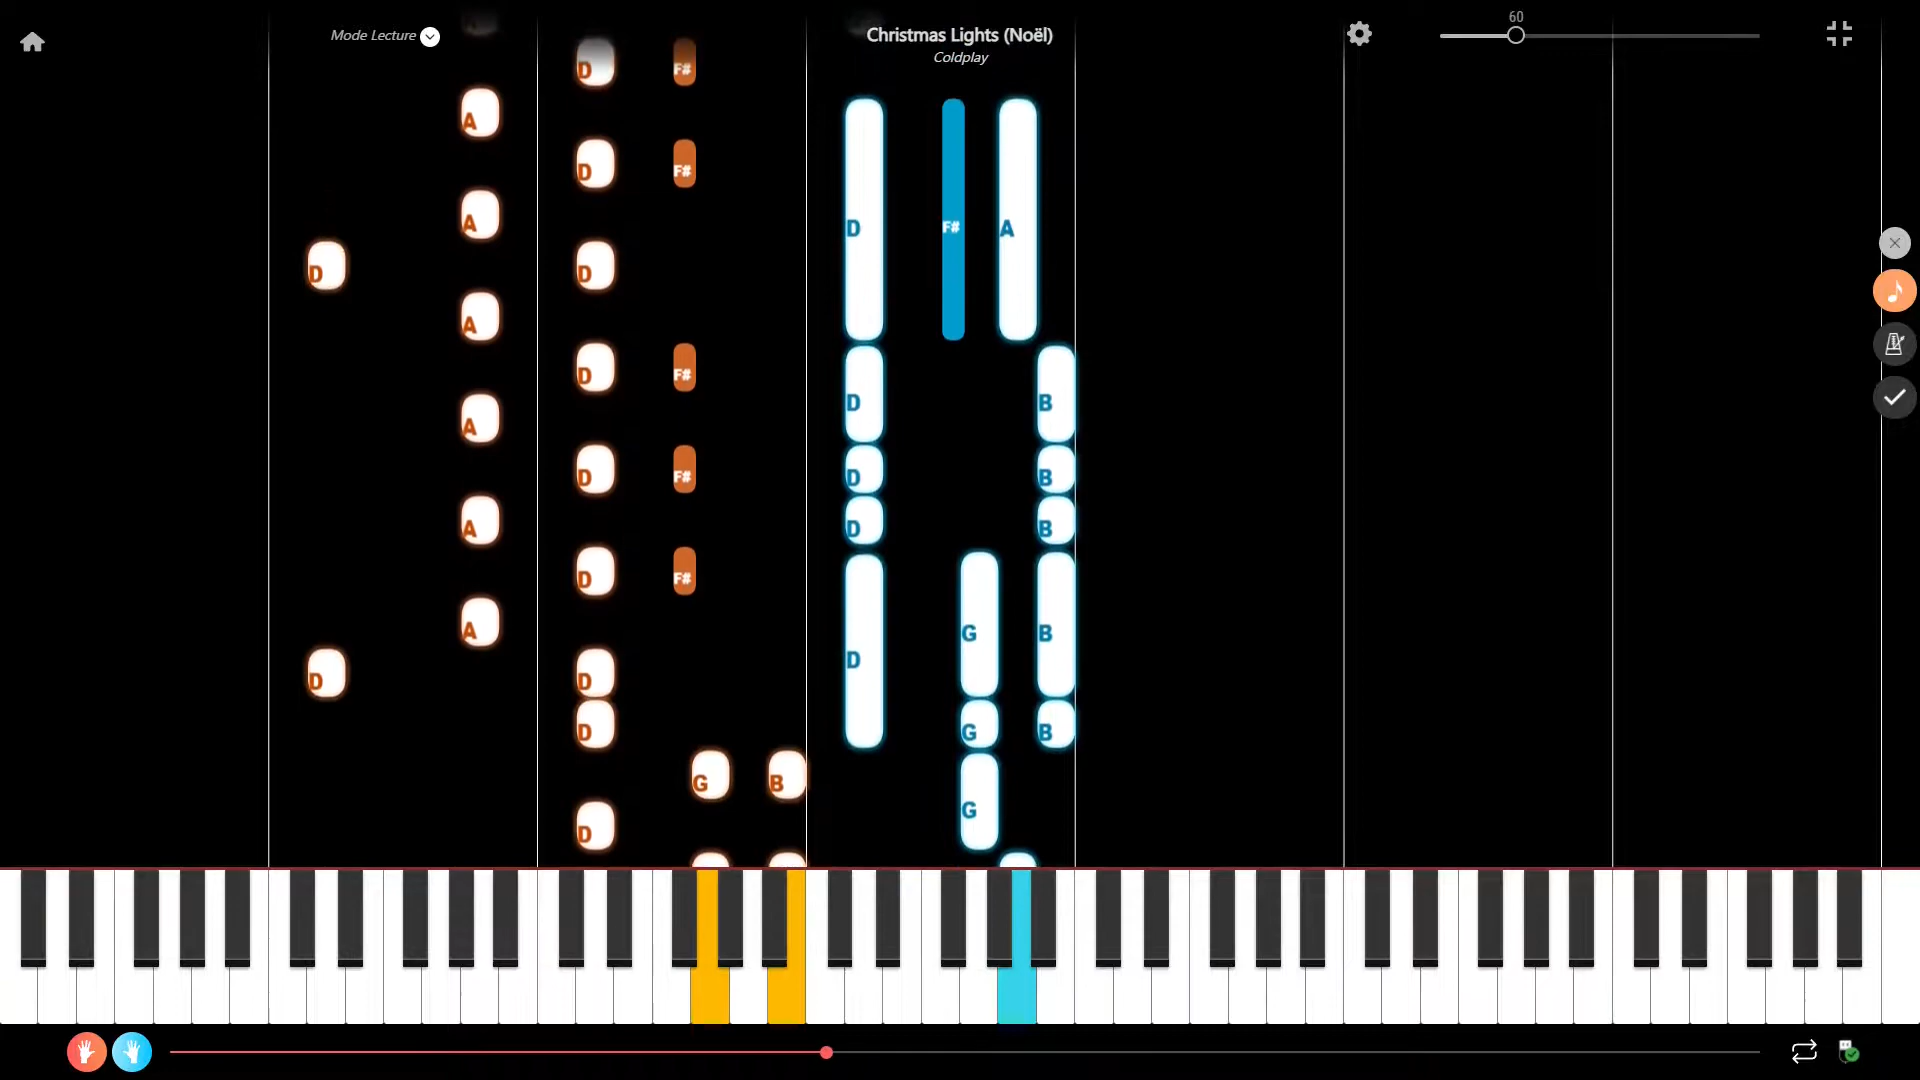 60
Mode Lecture
Christmas Lights (Noël)
Coldplay
D F#
A
D F#
A
D F# A
D D
A
D F#
D B
A
D F# D B
A D B
D F#
A G B
D
D D
D G B
G B
G
D